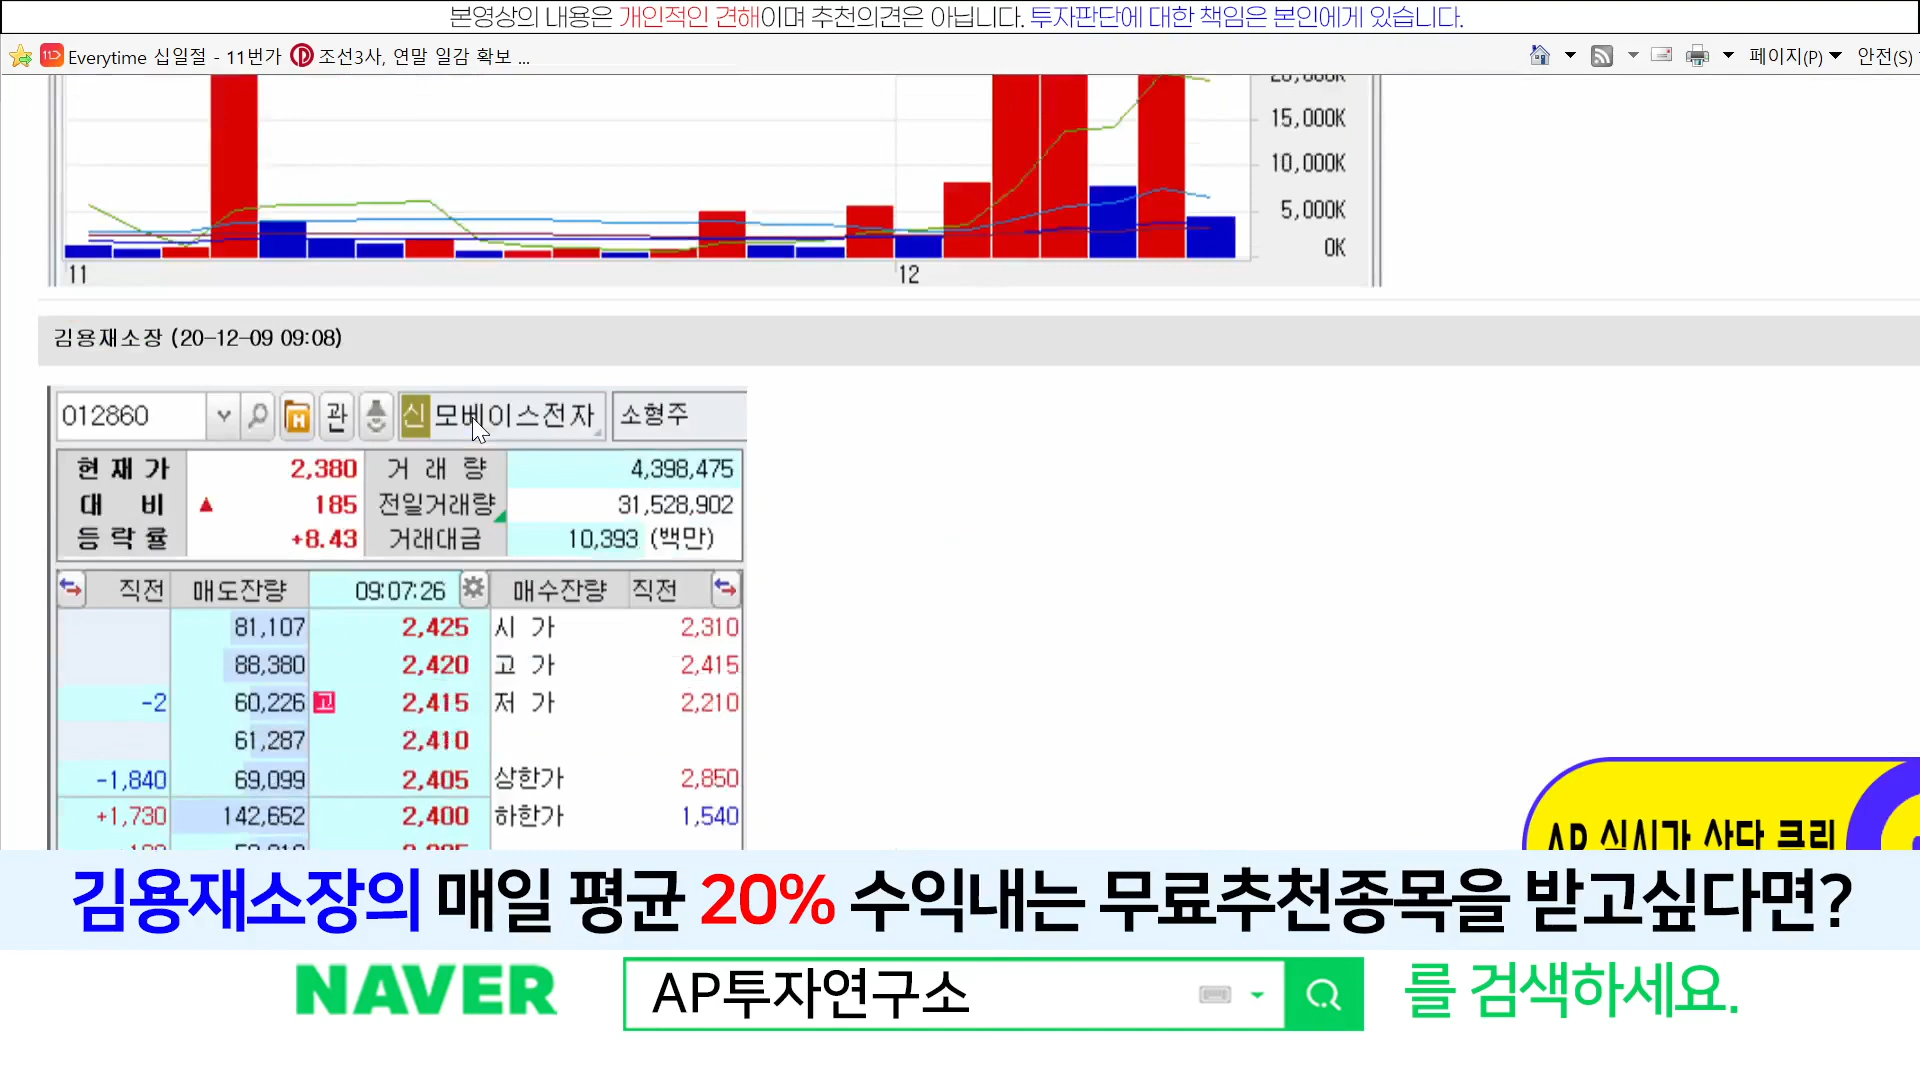 본영상의 내용은 개인적인 견해이며 추천의견은 아닙니다. 투자판단에 대한 책임은 본인에게 있습니다.
Everytime 십일절 - 11번가 조선3사, 연말 일감 확보 ... 페이지(P) 안전(S)
15,000K
10,000K
5,000K
0K
11 12
김용재소장 (20-12-09 09:08)
012860 관 신 모베이스전자 소형주
현재가 2,380 거래량 4,398,475
대비 ▲ 185 전일거래량 31,528,902
등락률 +8.43 거래대금 10,393 (백만)
직전 매도잔량 09:07:26 매수잔량 직전
81,107 2,425 시가 2,310
88,380 2,420 고가 2,415
-2 60,226 고 2,415 저가 2,210
61,287 2,410
-1,840 69,099 2,405 상한가 2,850
+1,730 142,652 2,400 하한가 1,540
AP 실시간 상담 클릭
김용재소장의 매일 평균 20% 수익내는 무료추천종목을 받고싶다면?
NAVER AP투자연구소 를 검색하세요.